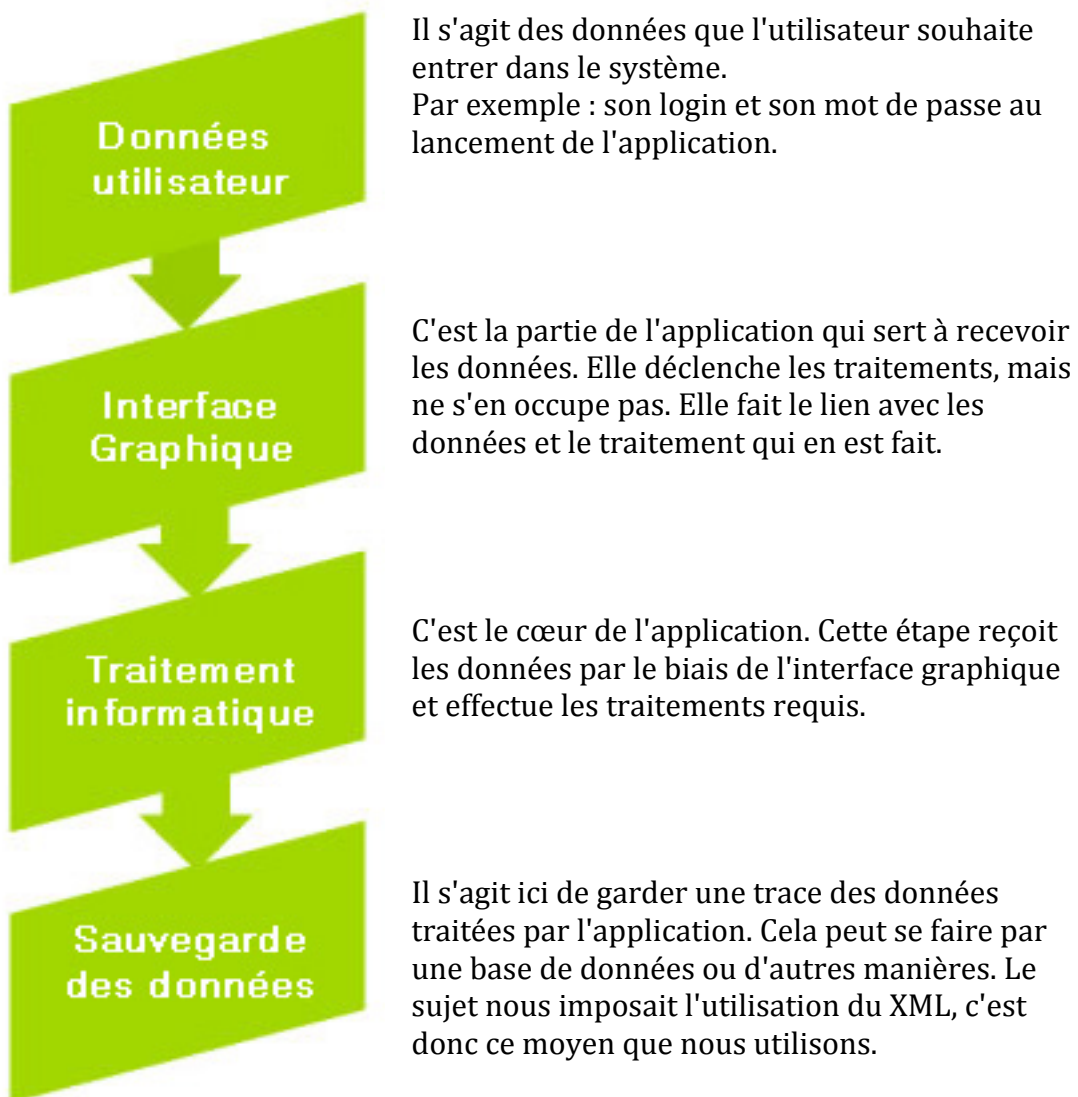 Données
utilisateur
Il s'agit des données que l'utilisateur souhaite
entrer dans le système.
Par exemple : son login et son mot de passe au
lancement de l'application.
Interface
Graphique
C'est la partie de l'application qui sert à recevoir
les données. Elle déclenche les traitements, mais
ne s'en occupe pas. Elle fait le lien avec les
données et le traitement qui en est fait.
Traitement
informatique
C'est le cœur de l'application. Cette étape reçoit
les données par le biais de l'interface graphique
et effectue les traitements requis.
Sauvegarde
des données
Il s'agit ici de garder une trace des données
traitées par l'application. Cela peut se faire par
une base de données ou d'autres manières. Le
sujet nous imposait l'utilisation du XML, c'est
donc ce moyen que nous utilisons.